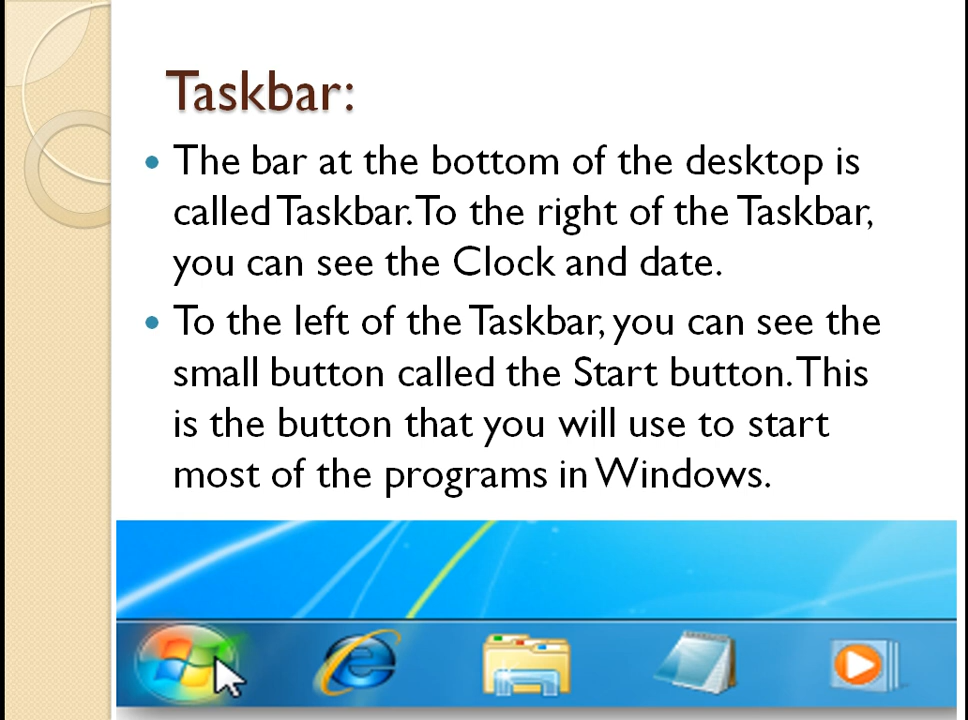 Taskbar:
The bar at the bottom of the desktop is
called Taskbar. To the right of the Taskbar,
you can see the Clock and date.
To the left of the Taskbar, you can see the
small button called the Start button. This
is the button that you will use to start
most of the programs in Windows.